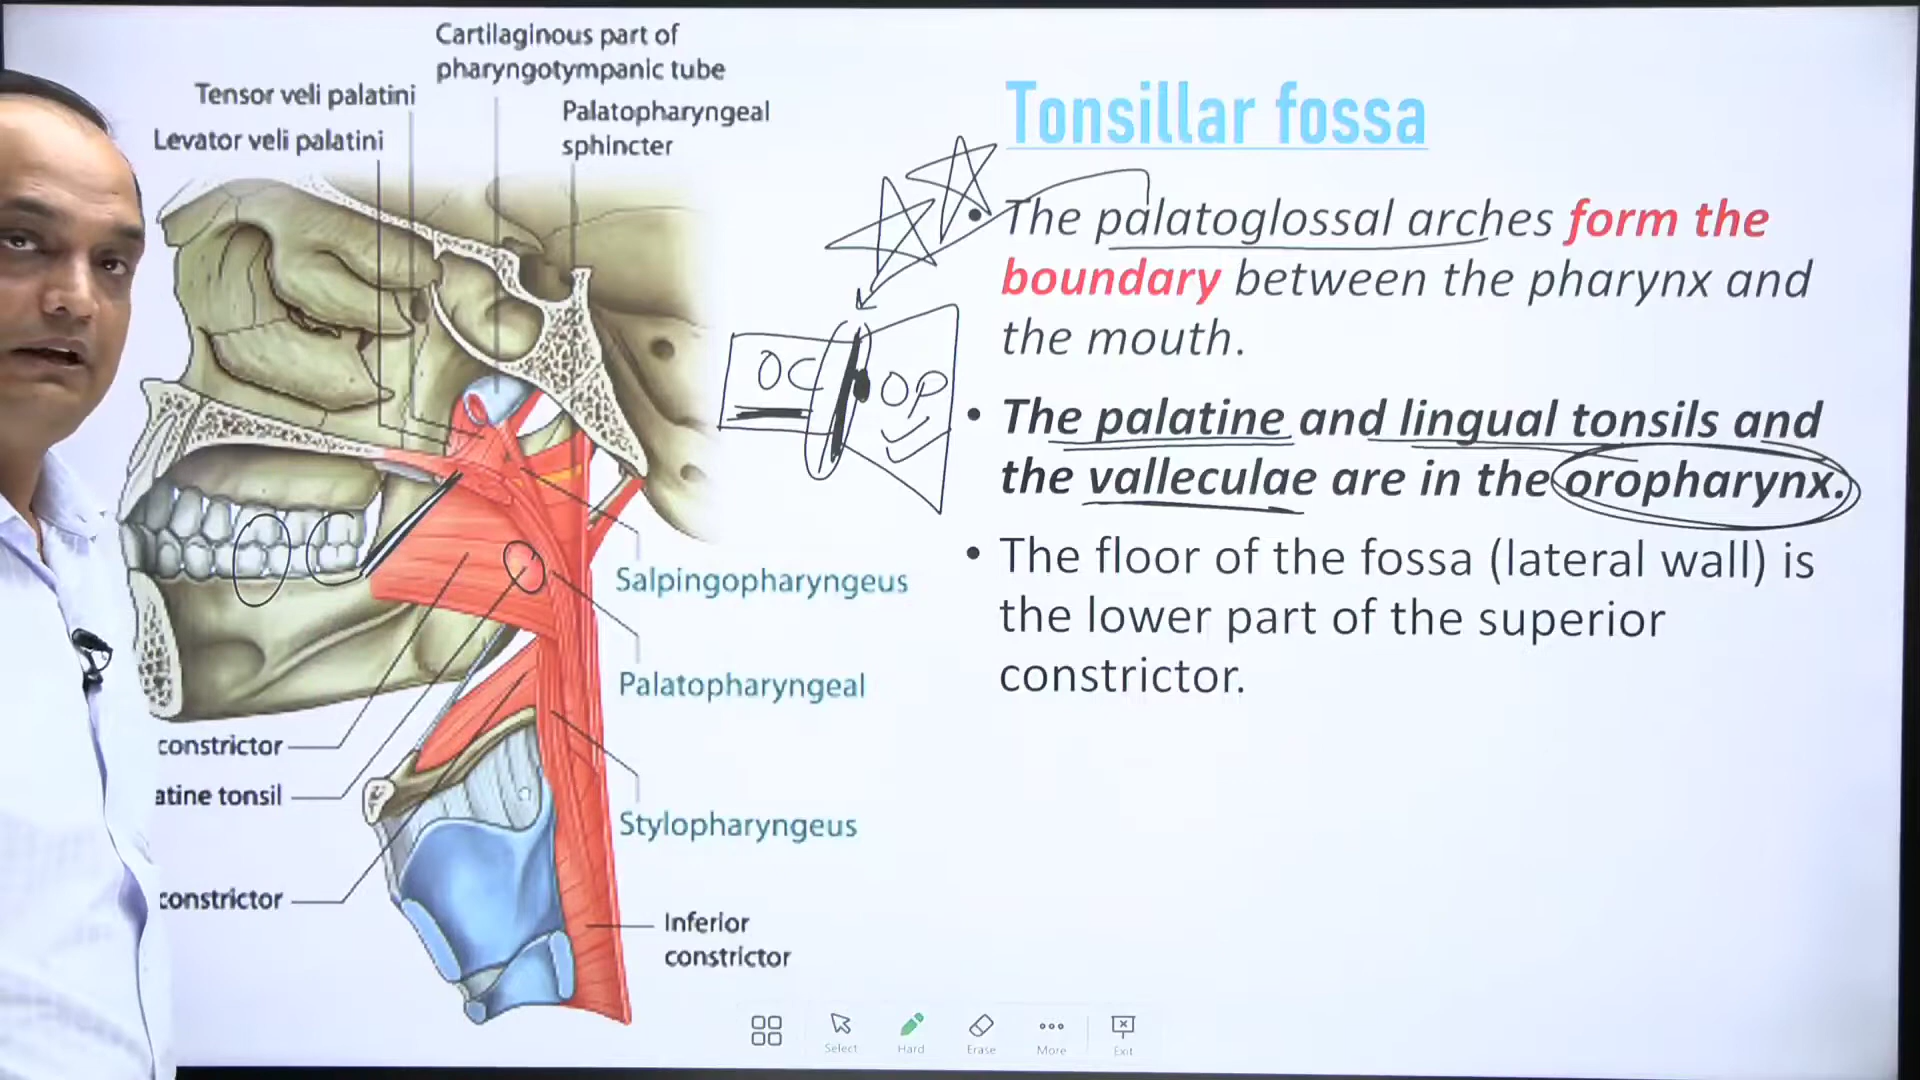 Cartilaginous part of
pharyngotympanic tube
Tensor veli palatini
Palatopharyngeal
sphincter
Levator veli palatini
Salpingopharyngeus
Palatopharyngeal
constrictor
atine tonsil
Stylopharyngeus
constrictor
Inferior
constrictor
Tonsillar fossa
• The palatoglossal arches form the
boundary between the pharynx and
the mouth.
OC
OP
• The palatine and lingual tonsils and
the valleculae are in the oropharynx.
• The floor of the fossa (lateral wall) is
the lower part of the superior
constrictor.
Select
Hard
Erase
More
Exit